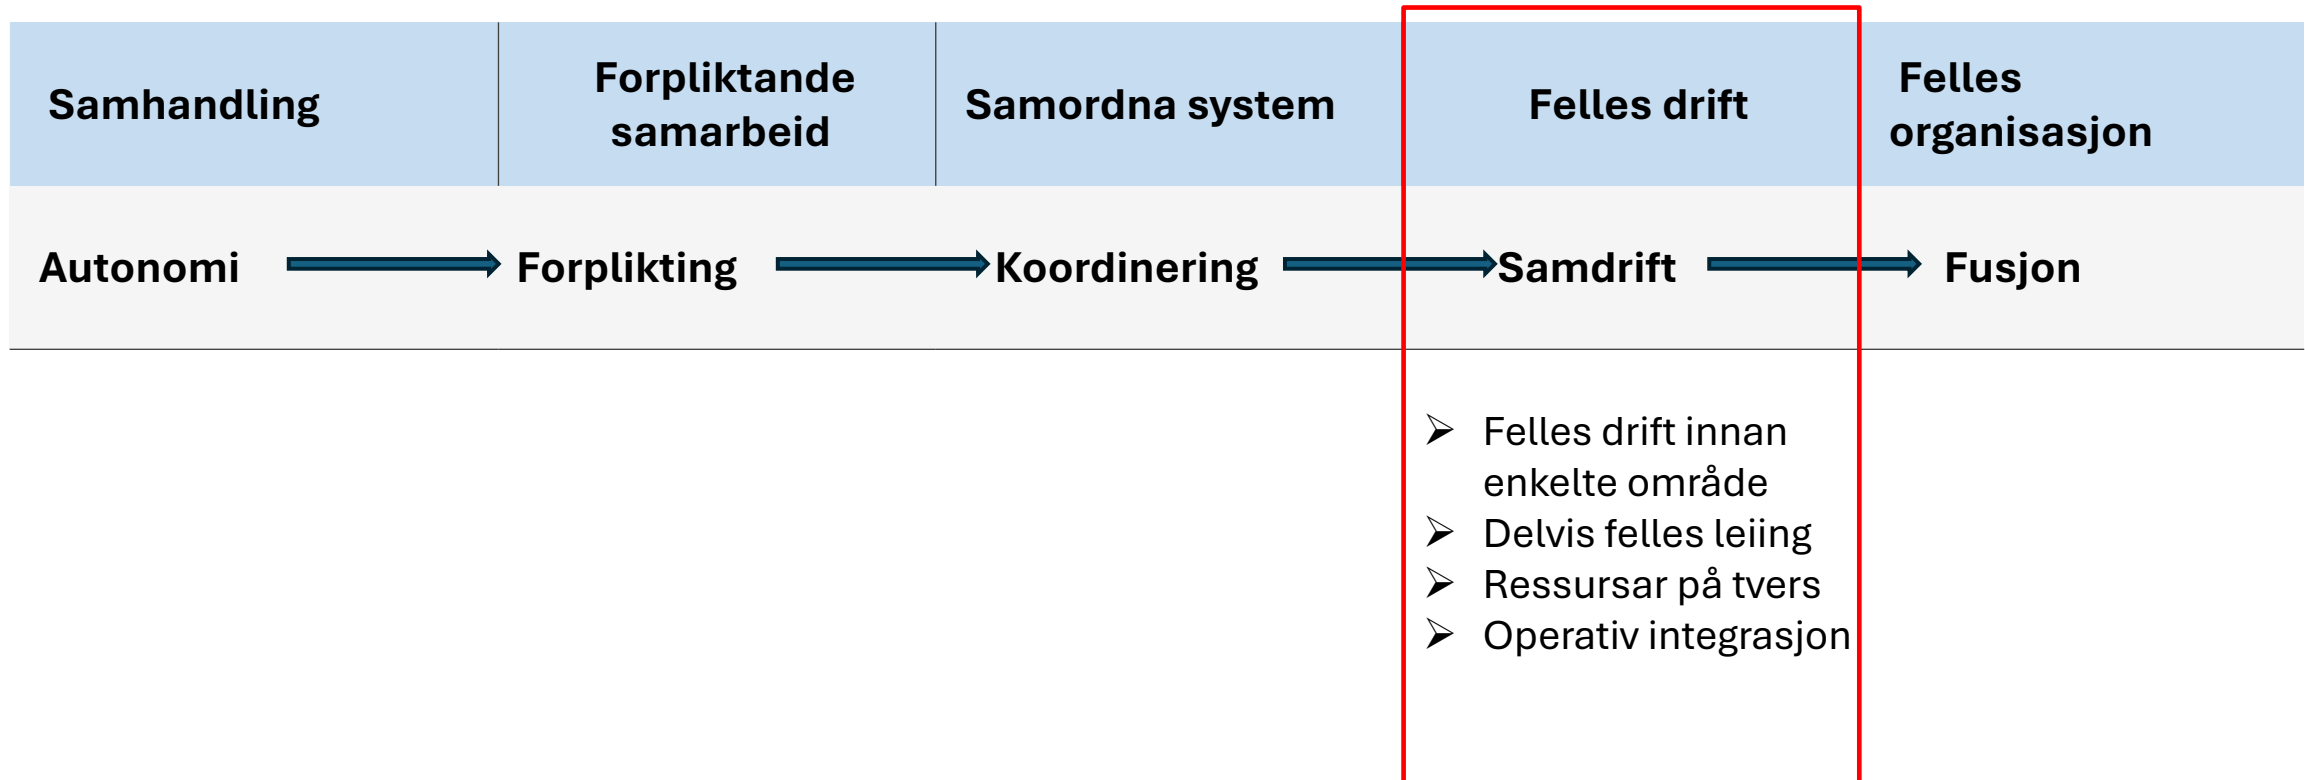 Samhandling
Forpliktande
samarbeid
Samordna system
Felles drift
Felles
organisasjon
Autonomi
Forplikting
Koordinering
Samdrift
Fusjon
➢ Felles drift innan
enkelte område
➢ Delvis felles leiing
➢ Ressursar på tvers
➢ Operativ integrasjon